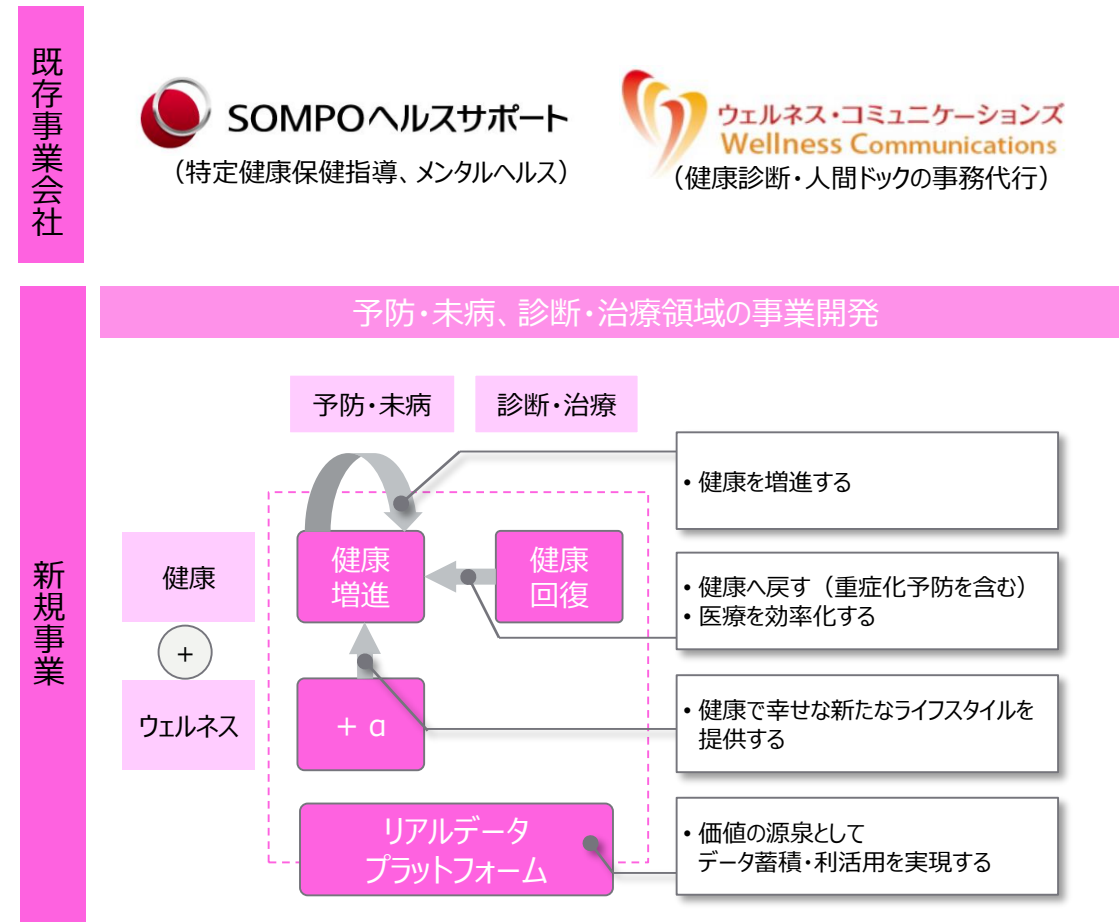 既存事業会社
SOMPOヘルスサポート
（特定健康保健指導、メンタルヘルス）
ウェルネス・コミュニケーションズ
Wellness Communications
（健康診断・人間ドックの事務代行）
新規事業
予防・未病、診断・治療領域の事業開発
予防・未病
診断・治療
健康
+
ウェルネス
健康
増進
健康
回復
+ α
リアルデータ
プラットフォーム
・健康を増進する
・健康へ戻す（重症化予防を含む）
・医療を効率化する
・健康で幸せな新たなライフスタイルを
提供する
・価値の源泉として
データ蓄積・利活用を実現する